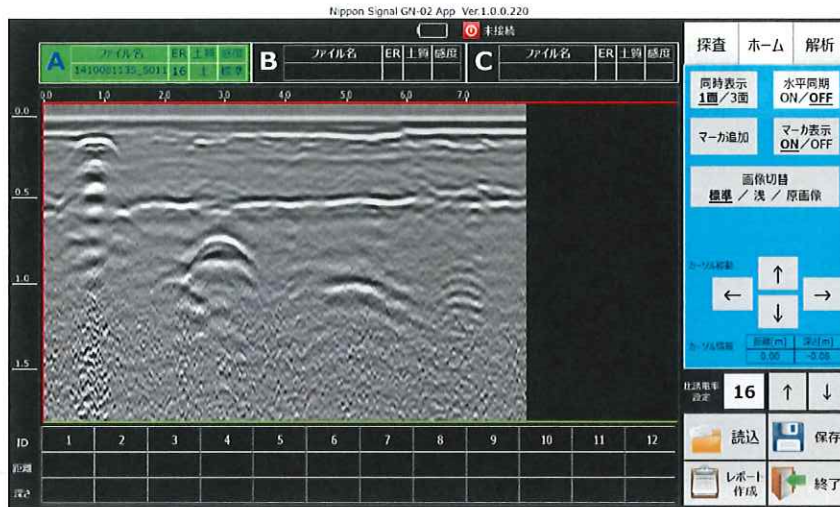 Nippon Signal GN-02 App Ver.1.0.0.220
未接続
A ファイル名 ER 土質 感度
1410081135_S011 16 土 標準
B ファイル名 ER 土質 感度
C ファイル名 ER 土質 感度
探査 ホーム 解析
0.0 1.0 2.0 3.0 4.0 5.0 6.0 7.0
0.0
0.5
1.0
1.5
同時表示
1面/3面
水平同期
ON/OFF
マーカ追加
マーカ表示
ON/OFF
画像切替
標準 / 浅 / 原画像
カーソル移動
↑
← →
↓
カーソル情報 距離[m] 深さ[m]
0.00 -0.08
比誘電率
設定 16 ↑ ↓
ID 1 2 3 4 5 6 7 8 9 10 11 12
距離
深さ
読込 保存
レポート
作成
終了